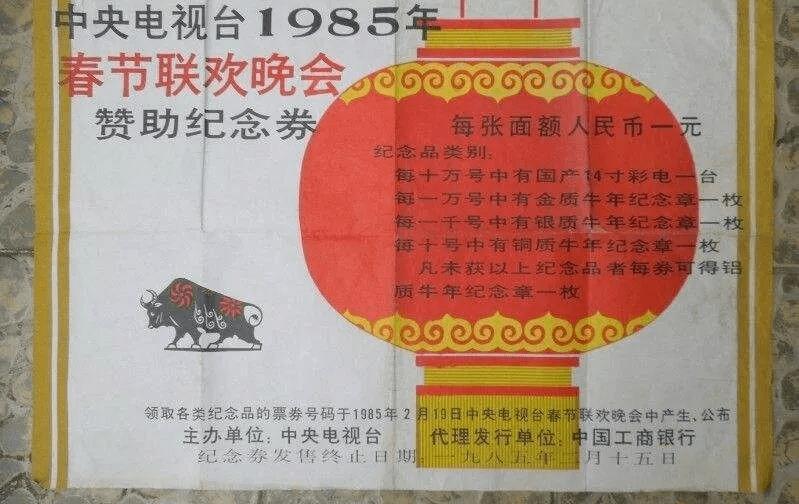 中央电视台1985年
春节联欢晚会
赞助纪念券
每张面额人民币一元
纪念品类别:
每十万号中有国产14寸彩电一台
每一万号中有金质牛年纪念章一枚
每一千号中有银质牛年纪念章一枚
每十号中有铜质牛年纪念章一枚
凡未获以上纪念品者每券可得铝
质牛年纪念章一枚
领取各类纪念品的票券号码于1985年2月19日中央电视台春节联欢晚会中产生、公布
主办单位:中央电视台 代理发行单位:中国工商银行
纪念券发售终止日期:一九八五年二月十五日